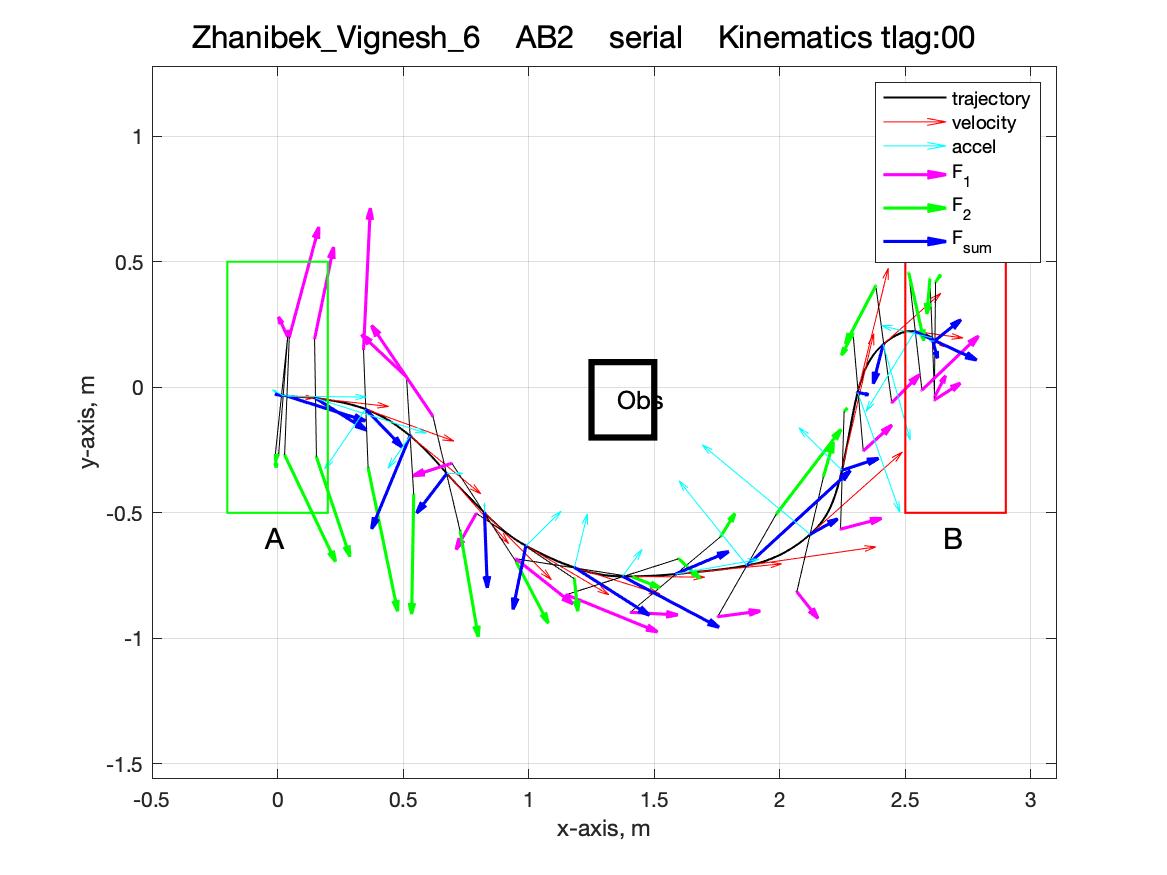 Zhanibek_Vignesh_6 AB2 serial Kinematics tlag:00
trajectory
velocity
accel
F1
F2
Fsum
1
0.5
0
-0.5
-1
-1.5
y-axis, m
Obs
A
B
-0.5 0 0.5 1 1.5 2 2.5 3
x-axis, m